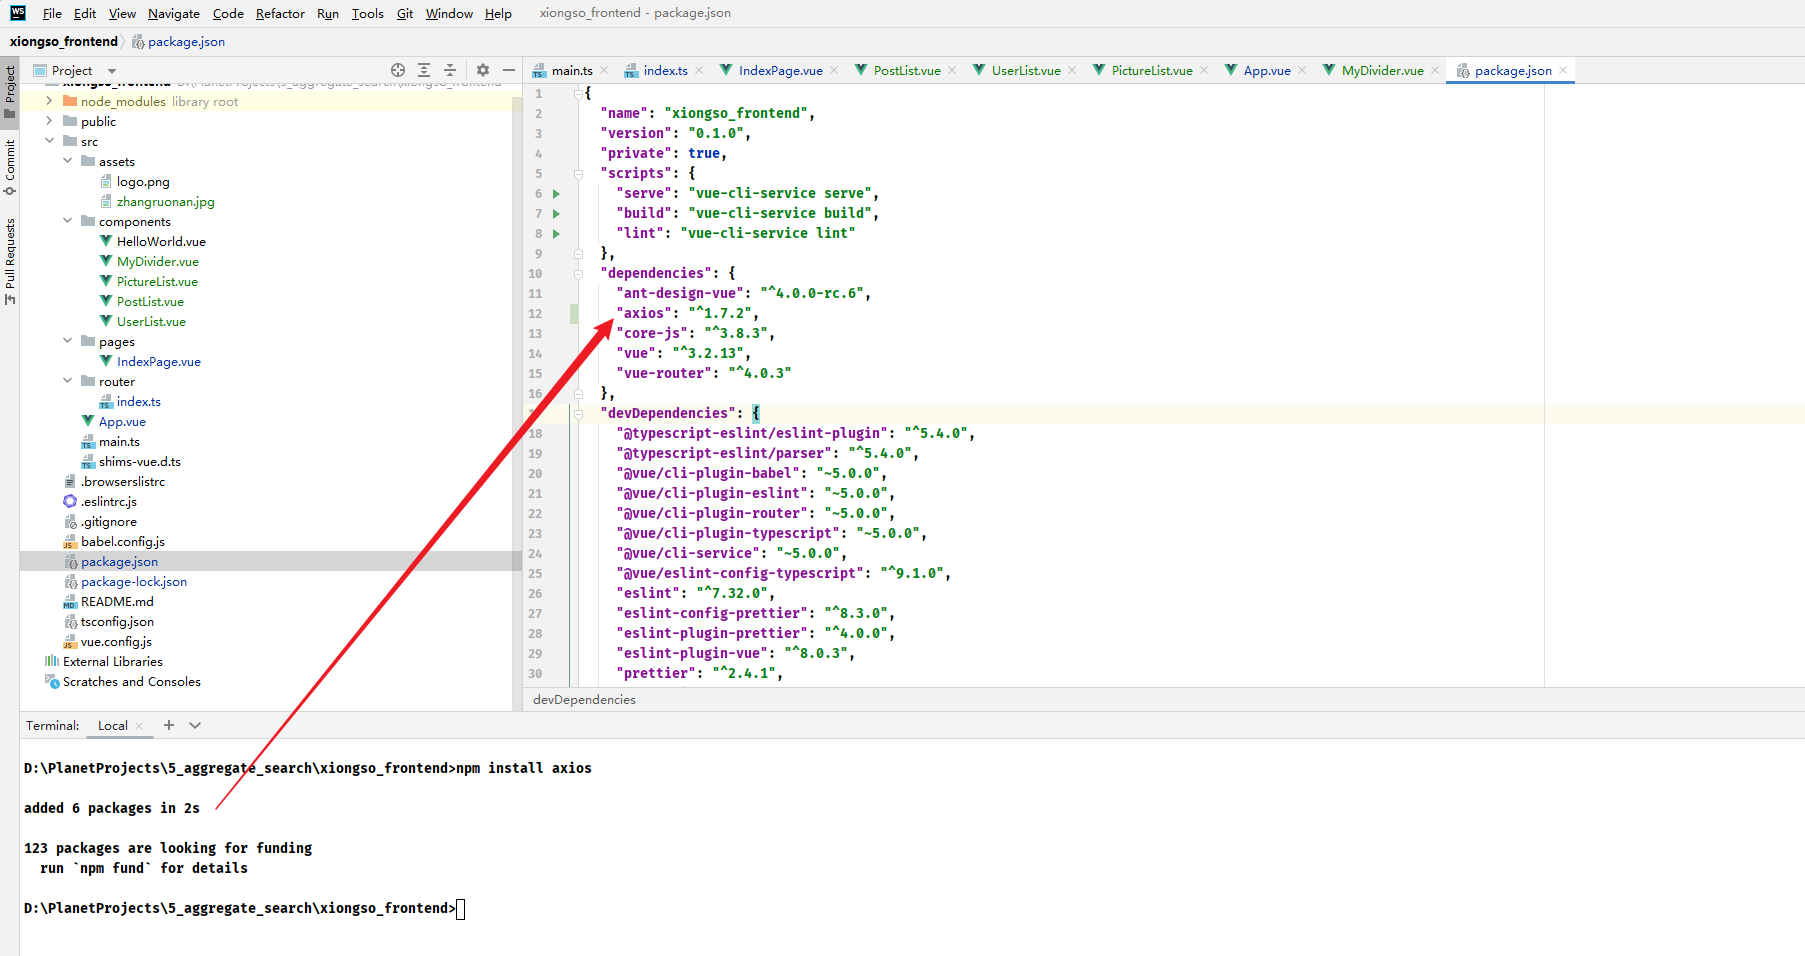 WS File Edit View Navigate Code Refactor Run Tools Git Window Help xiongso_frontend - package.json
xiongso_frontend package.json
Project
Commit
Pull Requests
Project
main.ts index.ts IndexPage.vue PostList.vue UserList.vue PictureList.vue App.vue MyDivider.vue package.json
xiongso_frontend D:\PlanetProjects\5_aggregate_search\xiongso_frontend
node_modules library root
public
src
assets
logo.png
zhangruonan.jpg
components
HelloWorld.vue
MyDivider.vue
PictureList.vue
PostList.vue
UserList.vue
pages
IndexPage.vue
router
index.ts
App.vue
main.ts
shims-vue.d.ts
.browserslistrc
.eslintrc.js
.gitignore
babel.config.js
package.json
package-lock.json
README.md
tsconfig.json
vue.config.js
External Libraries
Scratches and Consoles
1 {
2 "name": "xiongso_frontend",
3 "version": "0.1.0",
4 "private": true,
5 "scripts": {
6 "serve": "vue-cli-service serve",
7 "build": "vue-cli-service build",
8 "lint": "vue-cli-service lint"
9 },
10 "dependencies": {
11 "ant-design-vue": "^4.0.0-rc.6",
12 "axios": "^1.7.2",
13 "core-js": "^3.8.3",
14 "vue": "^3.2.13",
15 "vue-router": "^4.0.3"
16 },
"devDependencies": {
18 "@typescript-eslint/eslint-plugin": "^5.4.0",
19 "@typescript-eslint/parser": "^5.4.0",
20 "@vue/cli-plugin-babel": "~5.0.0",
21 "@vue/cli-plugin-eslint": "~5.0.0",
22 "@vue/cli-plugin-router": "~5.0.0",
23 "@vue/cli-plugin-typescript": "~5.0.0",
24 "@vue/cli-service": "~5.0.0",
25 "@vue/eslint-config-typescript": "^9.1.0",
26 "eslint": "^7.32.0",
27 "eslint-config-prettier": "^8.3.0",
28 "eslint-plugin-prettier": "^4.0.0",
29 "eslint-plugin-vue": "^8.0.3",
30 "prettier": "^2.4.1",
devDependencies
Terminal: Local
D:\PlanetProjects\5_aggregate_search\xiongso_frontend>npm install axios
added 6 packages in 2s
123 packages are looking for funding
run `npm fund` for details
D:\PlanetProjects\5_aggregate_search\xiongso_frontend>